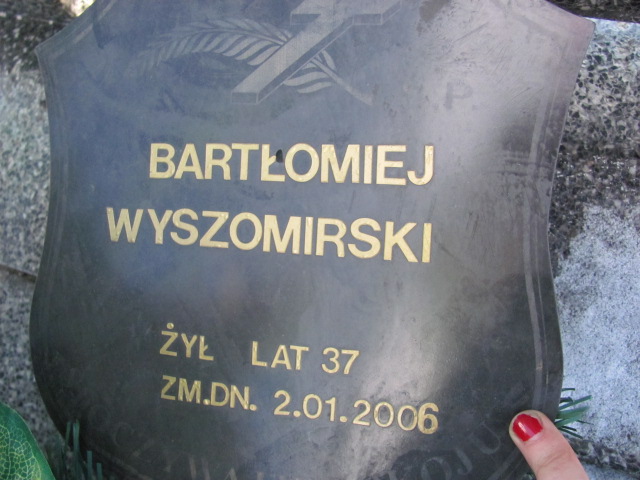 P
BARTŁOMIEJ
WYSZOMIRSKI
ŻYŁ LAT 37
ZM.DN. 2.01.2006